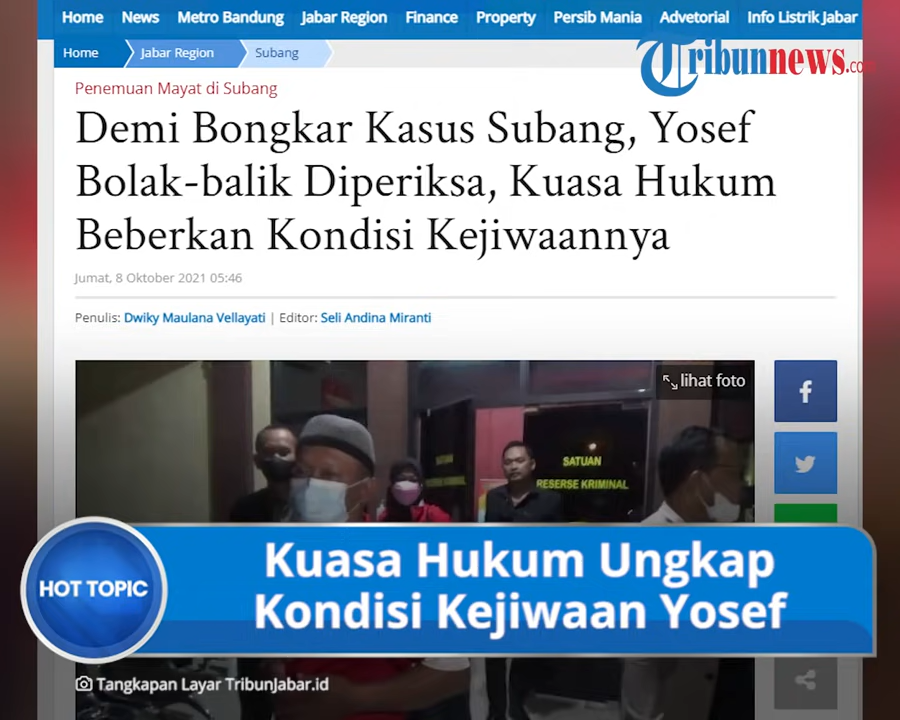 Home News Metro Bandung Jabar Region Finance Property Persib Mania Advetorial Info Listrik Jabar
Home Jabar Region Subang
Tribunnews.com
Penemuan Mayat di Subang
Demi Bongkar Kasus Subang, Yosef
Bolak-balik Diperiksa, Kuasa Hukum
Beberkan Kondisi Kejiwaannya
Jumat, 8 Oktober 2021 05:46
Penulis: Dwiky Maulana Vellayati | Editor: Seli Andina Miranti
lihat foto
SATUAN
RESERSE KRIMINAL
HOT TOPIC
Kuasa Hukum Ungkap
Kondisi Kejiwaan Yosef
Tangkapan Layar TribunJabar.id